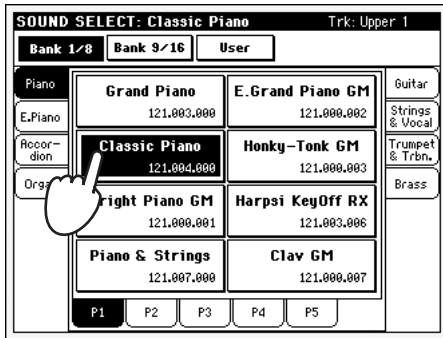 SOUND SELECT: Classic Piano Trk: Upper 1
Bank 1/8 Bank 9/16 User
Piano
E.Piano
Accor-
dion
Grand Piano
121.003.000
E.Grand Piano GM
121.000.002
Classic Piano
121.004.000
Honky-Tonk GM
121.000.003
right Piano GM
121.000.001
Harpsi KeyOff RX
121.003.006
Piano & Strings
121.007.000
Clav GM
121.000.007
Guitar
Strings
& Vocal
Trumpet
& Trbn.
Brass
P1 P2 P3 P4 P5